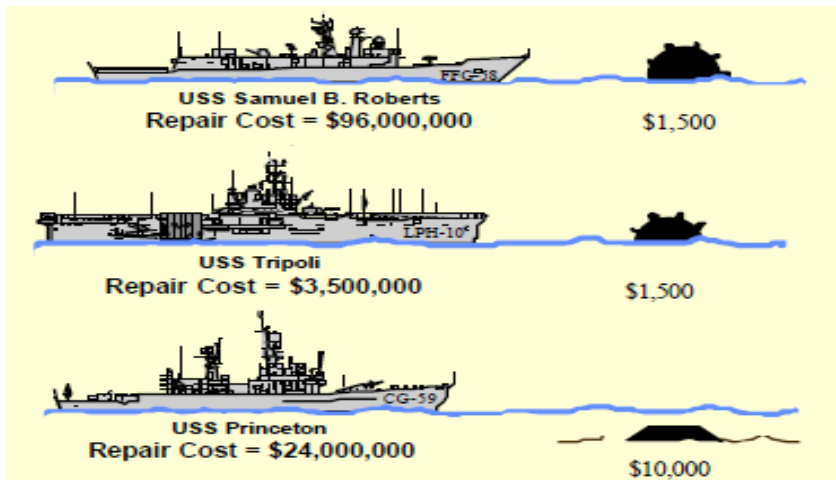 FFG-58
USS Samuel B. Roberts
Repair Cost = $96,000,000
$1,500
LPH-10
USS Tripoli
Repair Cost = $3,500,000
$1,500
CG-59
USS Princeton
Repair Cost = $24,000,000
$10,000